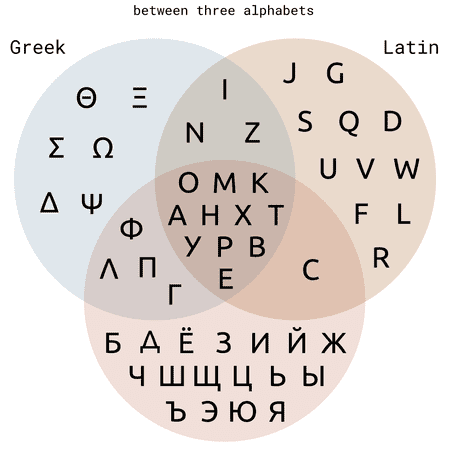 between three alphabets
Greek
Latin
Θ Ξ
Σ Ω
Δ Ψ
I
N Z
J G
S Q D
U V W
F L
R
O M K
A H X T
У P B
E
Φ
Λ Π
Γ
C
Б Д Ё З И Й Ж
Ч Ш Щ Ц Ь Ы
Ъ Э Ю Я